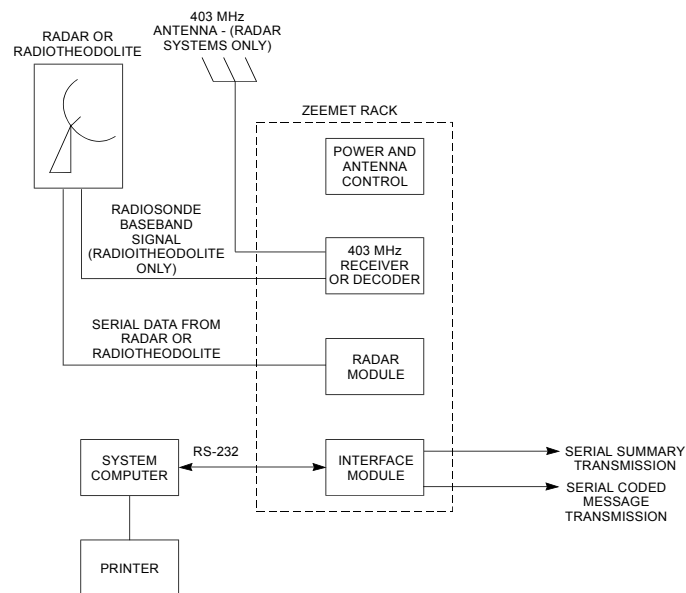 RADAR OR
RADIOTHEODOLITE
403 MHz
ANTENNA - (RADAR
SYSTEMS ONLY)
ZEEMET RACK
POWER AND
ANTENNA
CONTROL
RADIOSONDE
BASEBAND
SIGNAL
(RADIOITHEODOLITE
ONLY)
403 MHz
RECEIVER
OR DECODER
SERIAL DATA FROM
RADAR OR
RADIOTHEODOLITE
RADAR
MODULE
SYSTEM
COMPUTER
RS-232
INTERFACE
MODULE
SERIAL SUMMARY
TRANSMISSION
SERIAL CODED
MESSAGE
TRANSMISSION
PRINTER